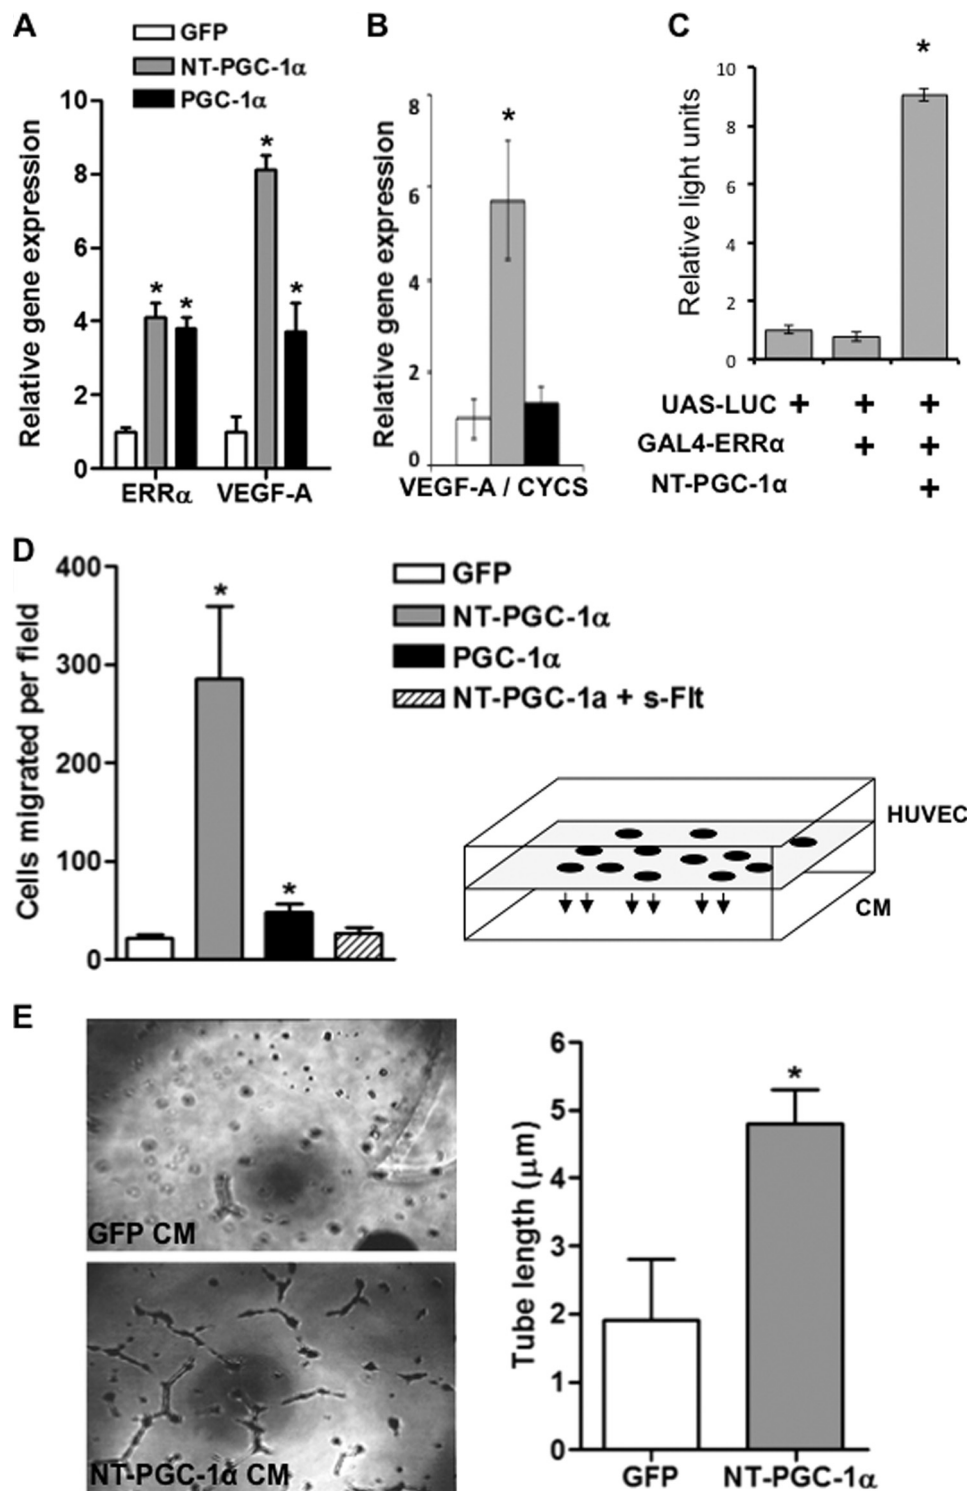 A
GFP
NT-PGC-1α
PGC-1α
Relative gene expression
10
8
6
4
2
0
*
*
*
*
ERRα VEGF-A
B
Relative gene expression
8
6
4
2
0
*
VEGF-A / CYCS
C
Relative light units
10
8
6
4
2
0
*
UAS-LUC + + +
GAL4-ERRα + +
NT-PGC-1α +
D
Cells migrated per field
400
300
200
100
0
*
*
GFP
NT-PGC-1α
PGC-1α
NT-PGC-1a + s-Flt
HUVEC
CM
E
GFP CM
NT-PGC-1α CM
Tube length (μm)
6
5
4
3
2
1
0
*
GFP NT-PGC-1α